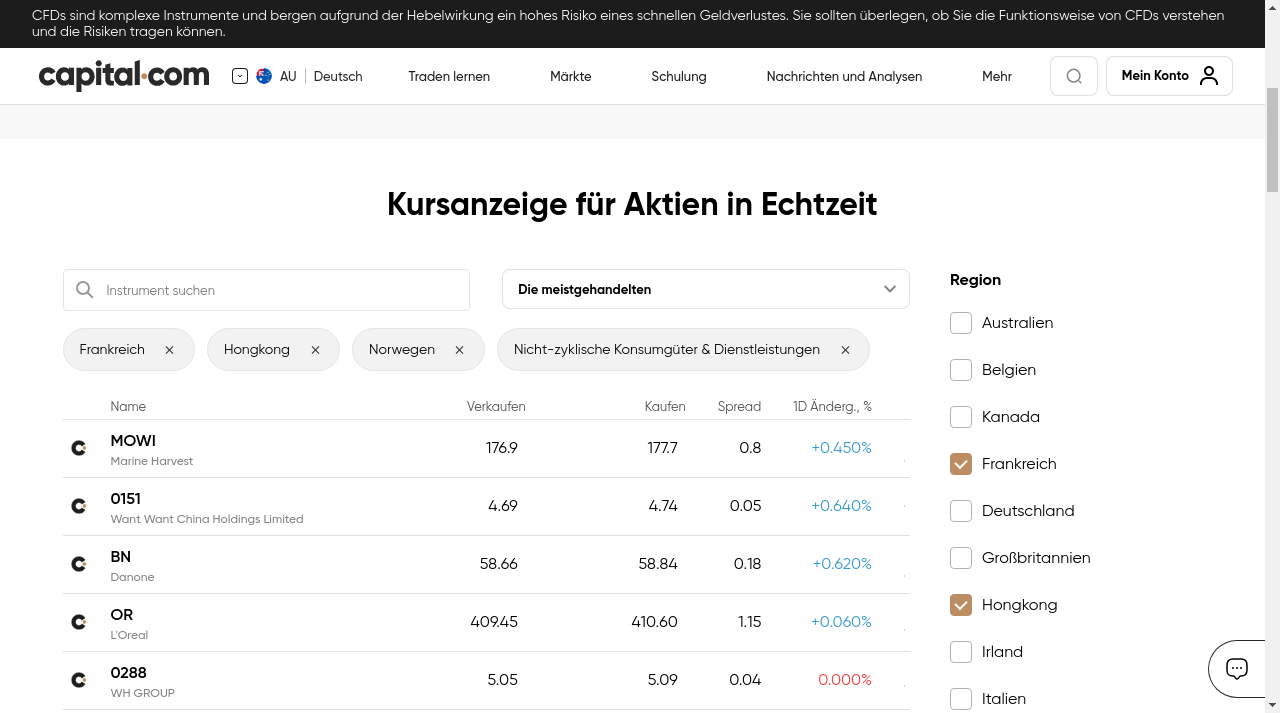 CFDs sind komplexe Instrumente und bergen aufgrund der Hebelwirkung ein hohes Risiko eines schnellen Geldverlustes. Sie sollten überlegen, ob Sie die Funktionsweise von CFDs verstehen
und die Risiken tragen können.
capital.com
AU
Deutsch
Traden lernen
Märkte
Schulung
Nachrichten und Analysen
Mehr
Mein Konto
Kursanzeige für Aktien in Echtzeit
Instrument suchen
Die meistgehandelten
Frankreich
Hongkong
Norwegen
Nicht-zyklische Konsumgüter & Dienstleistungen
Name Verkaufen Kaufen Spread 1D Änderg., %
MOWI 176.9 177.7 0.8 +0.450%
Marine Harvest
0151 4.69 4.74 0.05 +0.640%
Want Want China Holdings Limited
BN 58.66 58.84 0.18 +0.620%
Danone
OR 409.45 410.60 1.15 +0.060%
L'Oreal
0288 5.05 5.09 0.04 0.000%
WH GROUP
Region
Australien
Belgien
Kanada
Frankreich
Deutschland
Großbritannien
Hongkong
Irland
Italien